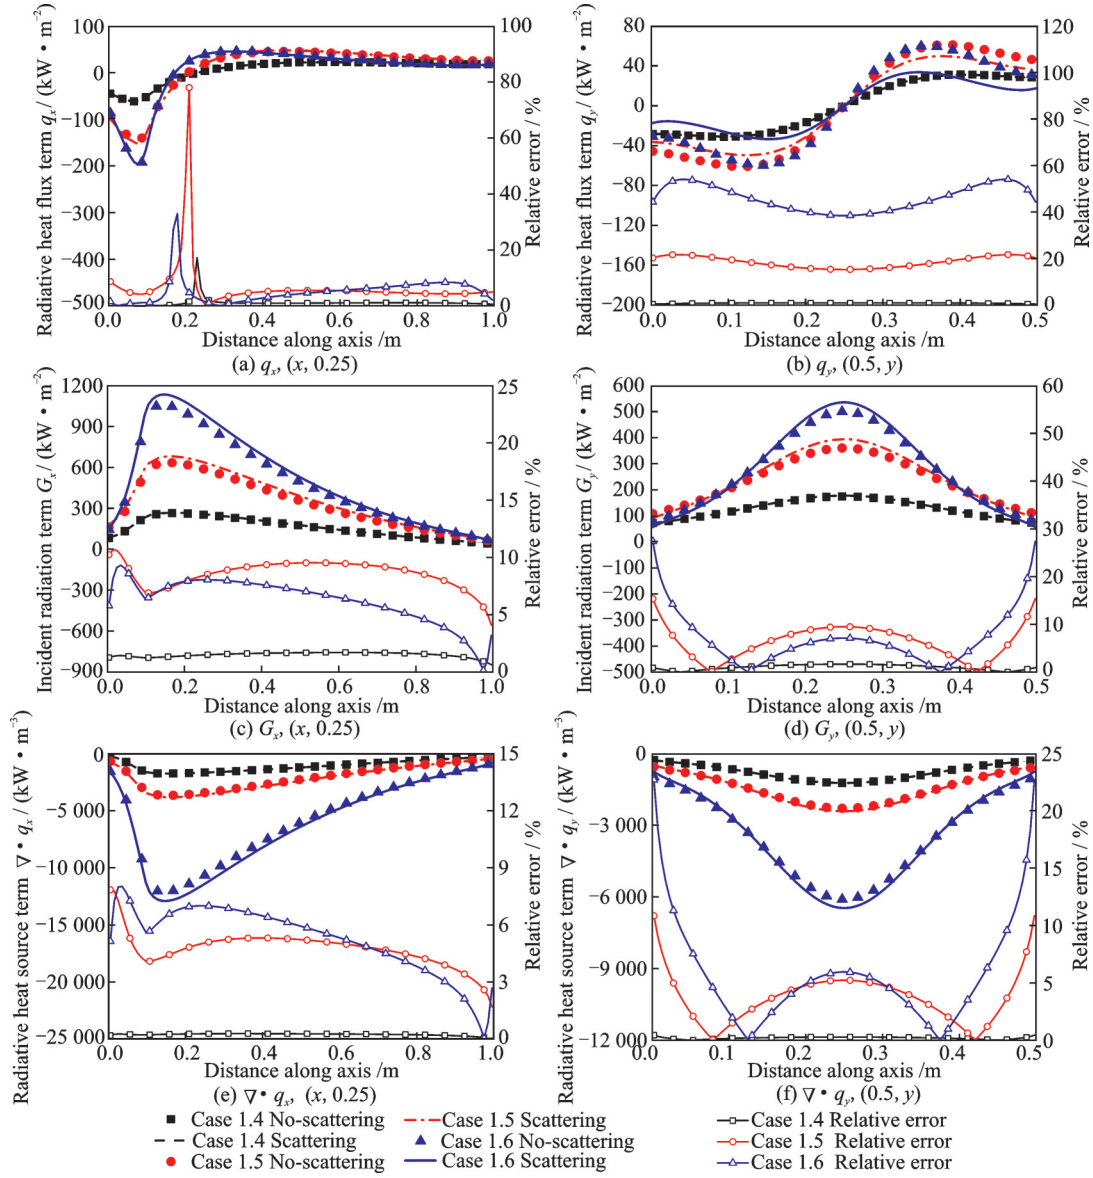 100
0
−100
−200
−300
−400
−500
100
80
60
40
20
0
0.0 0.2 0.4 0.6 0.8 1.0
Radiative heat flux term qₓ / (kW • m⁻²)
Relative error / %
Distance along axis /m
(a) qₓ, (x, 0.25)
80
40
0
−40
−80
−120
−160
−200
120
100
80
60
40
20
0
0.0 0.1 0.2 0.3 0.4 0.5
Radiative heat flux term q_y / (kW • m⁻²)
Relative error / %
Distance along axis /m
(b) q_y, (0.5, y)
1200
900
600
300
0
−300
−600
−900
25
20
15
10
5
0
0.0 0.2 0.4 0.6 0.8 1.0
Incident radiation term Gₓ / (kW • m⁻²)
Relative error / %
Distance along axis /m
(c) Gₓ, (x, 0.25)
600
500
400
300
200
100
0
−100
−200
−300
−400
−500
60
50
40
30
20
10
0
0.0 0.1 0.2 0.3 0.4 0.5
Incident radiation term G_y / (kW • m⁻²)
Relative error / %
Distance along axis /m
(d) G_y, (0.5, y)
0
−5 000
−10 000
−15 000
−20 000
−25 000
15
12
9
6
3
0
0.0 0.2 0.4 0.6 0.8 1.0
Radiative heat source term ∇ • qₓ / (kW • m⁻³)
Relative error / %
Distance along axis /m
(e) ∇ • qₓ, (x, 0.25)
0
−3 000
−6 000
−9 000
−12 000
25
20
15
10
5
0
0.0 0.1 0.2 0.3 0.4 0.5
Radiative heat source term ∇ • q_y / (kW • m⁻³)
Relative error / %
Distance along axis /m
(f) ∇ • q_y, (0.5, y)
Case 1.4 No-scattering
Case 1.4 Scattering
Case 1.5 No-scattering
Case 1.5 Scattering
Case 1.6 No-scattering
Case 1.6 Scattering
Case 1.4 Relative error
Case 1.5 Relative error
Case 1.6 Relative error